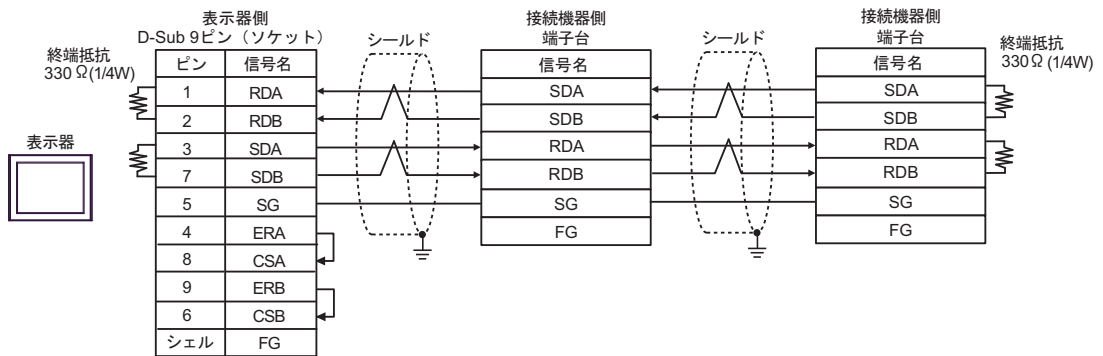 表示器側
D-Sub 9ピン（ソケット）
終端抵抗
330 Ω(1/4W)
表示器
ピン 信号名
1 RDA
2 RDB
3 SDA
7 SDB
5 SG
4 ERA
8 CSA
9 ERB
6 CSB
シェル FG
シールド
接続機器側
端子台
信号名
SDA
SDB
RDA
RDB
SG
FG
シールド
接続機器側
端子台
信号名
SDA
SDB
RDA
RDB
SG
FG
終端抵抗
330 Ω (1/4W)